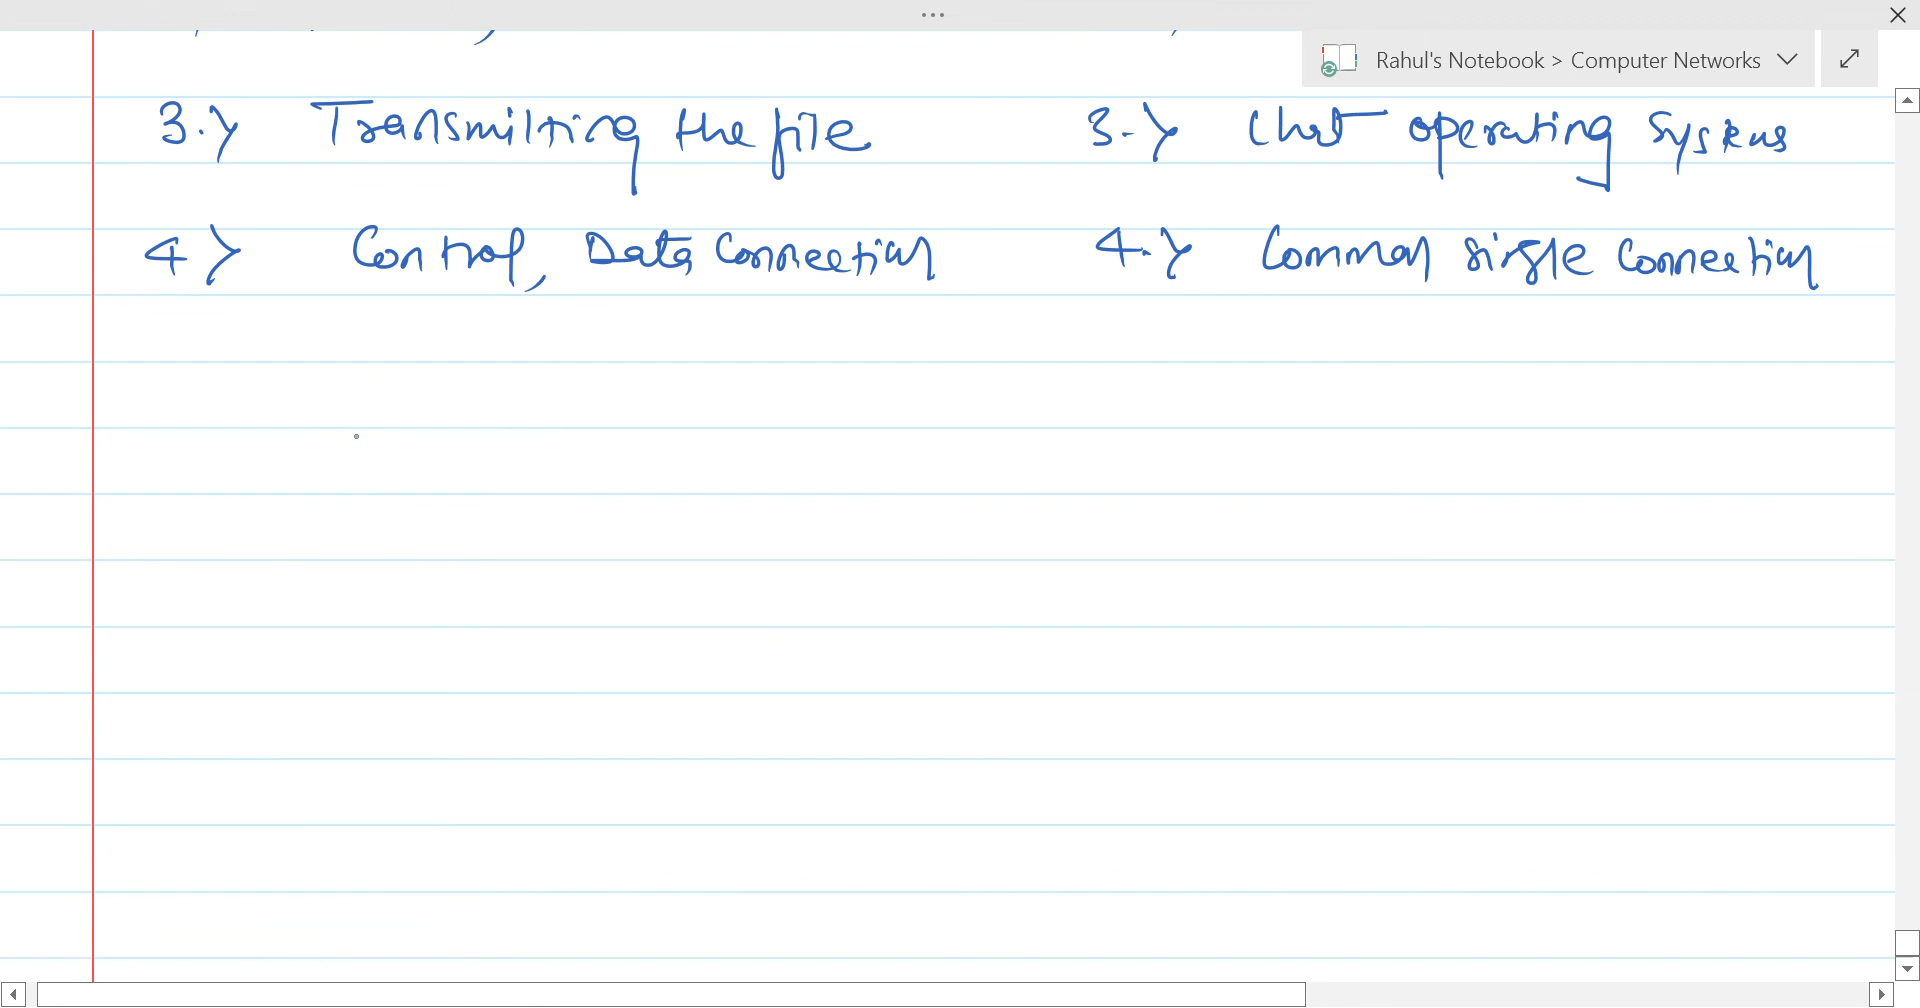 Rahul's Notebook > Computer Networks
3.> Transmitting the file
3.> Chat operating Systems
4> Control, Data Connection
4.> Common single Connection